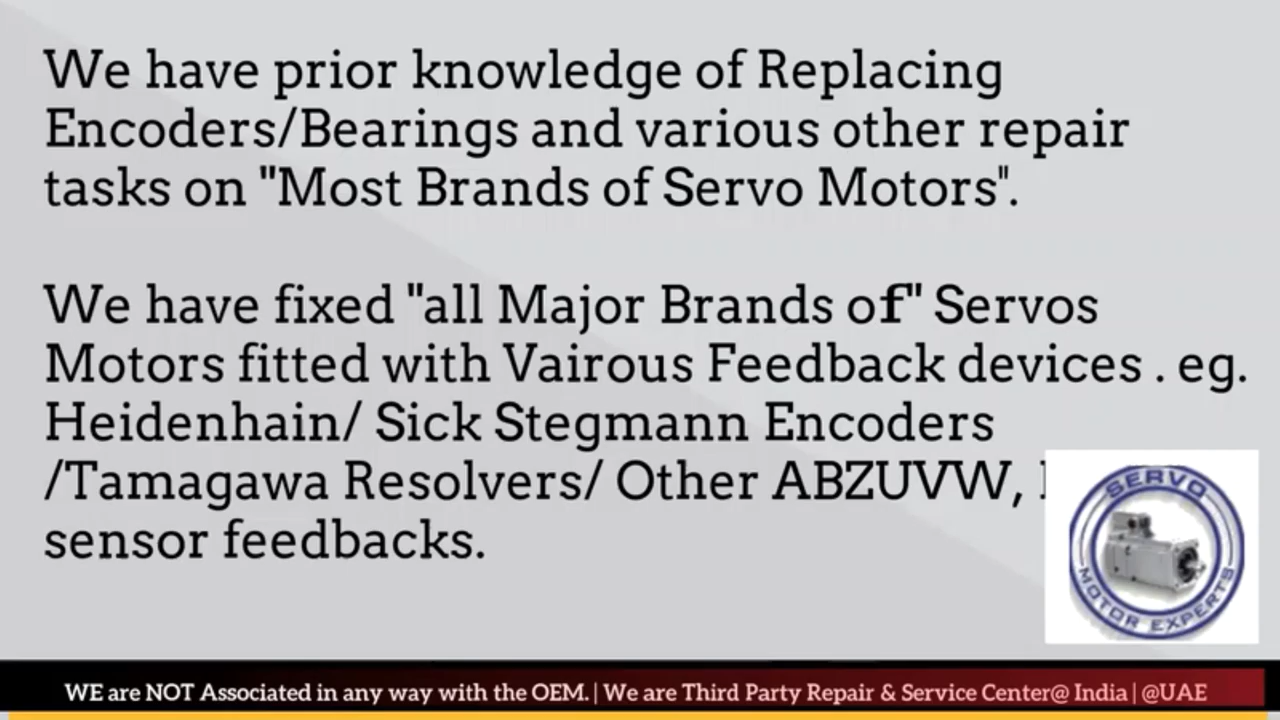 We have prior knowledge of Replacing
Encoders/Bearings and various other repair
tasks on "Most Brands of Servo Motors".
We have fixed "all Major Brands of" Servos
Motors fitted with Vairous Feedback devices . eg.
Heidenhain/ Sick Stegmann Encoders
/Tamagawa Resolvers/ Other ABZUVW,
sensor feedbacks.
SERVO
MOTOR EXPERTS
WE are NOT Associated in any way with the OEM. | We are Third Party Repair & Service Center@ India | @UAE